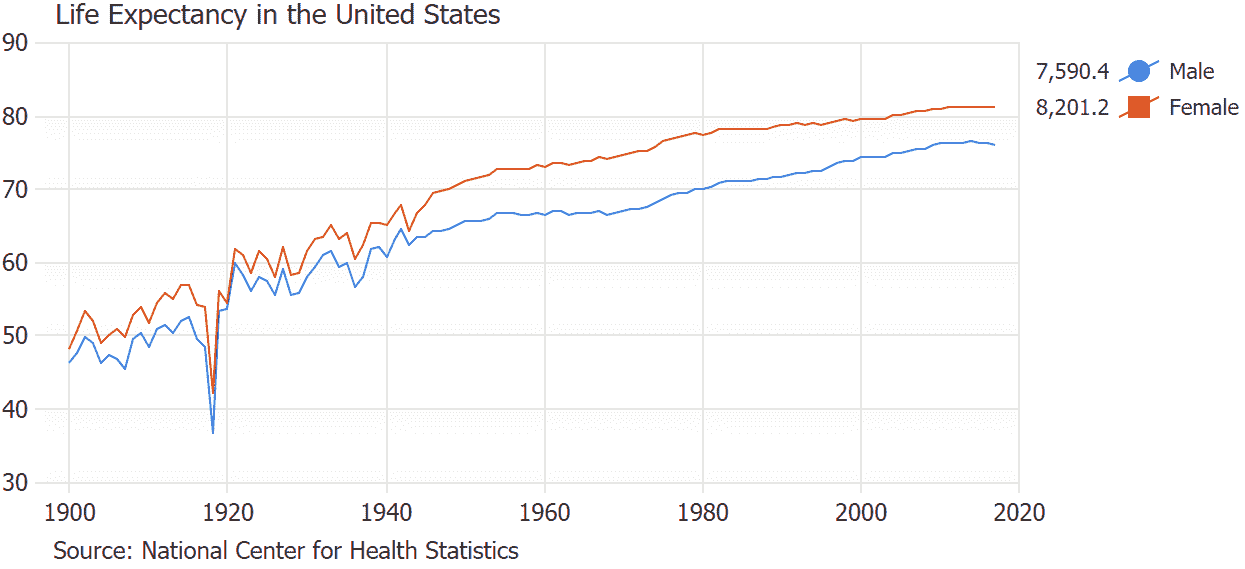 Life Expectancy in the United States
90
80
70
60
50
40
30
1900 1920 1940 1960 1980 2000 2020
7,590.4 Male
8,201.2 Female
Source: National Center for Health Statistics